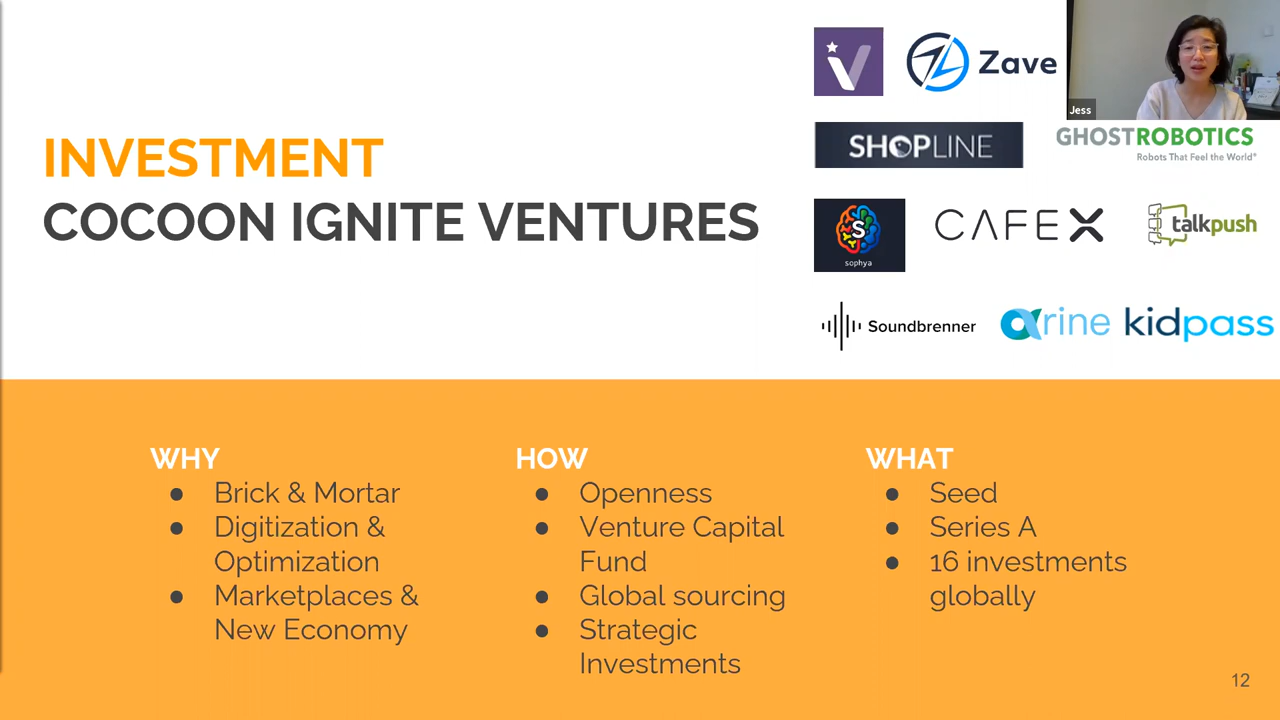 INVESTMENT
COCOON IGNITE VENTURES
V
Zave
Jess
SHOPLINE
GHOSTROBOTICS
Robots That Feel the World®
S
sophya
CAFE X
talkpush
Soundbrenner
arine
kidpass
WHY
● Brick & Mortar
● Digitization &
Optimization
● Marketplaces &
New Economy
HOW
● Openness
● Venture Capital
Fund
● Global sourcing
● Strategic
Investments
WHAT
● Seed
● Series A
● 16 investments
globally
12